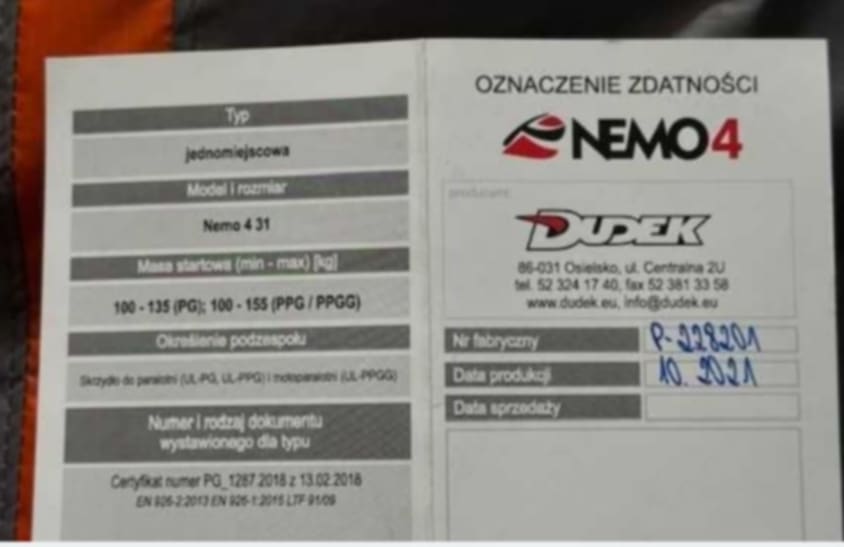 Typ
jednomiejscowa
Model i rozmiar
Nemo 4 31
Masa startowa (min - max) [kg]
100 - 135 (PG); 100 - 155 (PPG / PPGG)
Określenie podzespołu
Skrzydło do paralotni (UL-PG, UL-PPG) i motoparalotni (UL-PPGG)
Numer i rodzaj dokumentu
wystawionego dla typu
Certyfikat numer PG_1287.2018 z 13.02.2018
EN 926-2:2013 EN 926-1:2015 LTF 91/09
OZNACZENIE ZDATNOŚCI
NEMO4
producent:
DUDEK
86-031 Osielsko, ul. Centralna 2U
tel. 52 324 17 40, fax 52 381 33 58
www.dudek.eu, info@dudek.eu
Nr fabryczny P-228201
Data produkcji 10.2021
Data sprzedaży